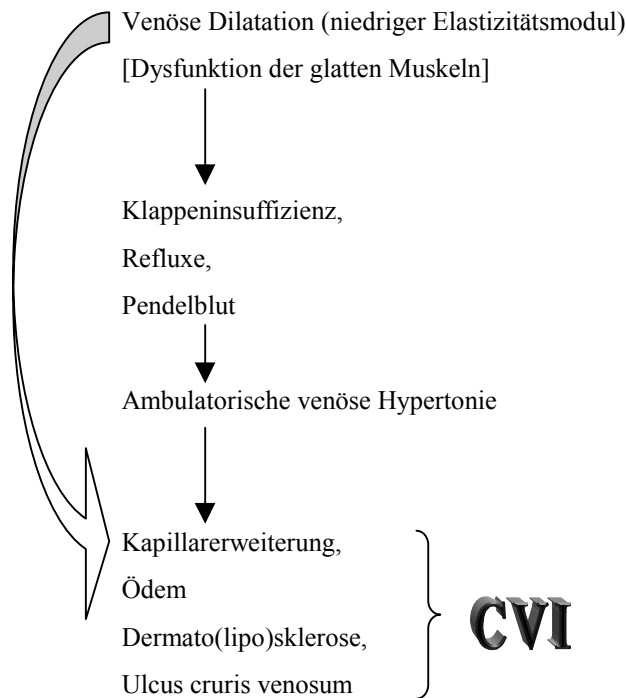 Venöse Dilatation (niedriger Elastizitätsmodul)
[Dysfunktion der glatten Muskeln]
Klappeninsuffizienz,
Refluxe,
Pendelblut
Ambulatorische venöse Hypertonie
Kapillarerweiterung,
Ödem
Dermato(lipo)sklerose,
Ulcus cruris venosum
CVI